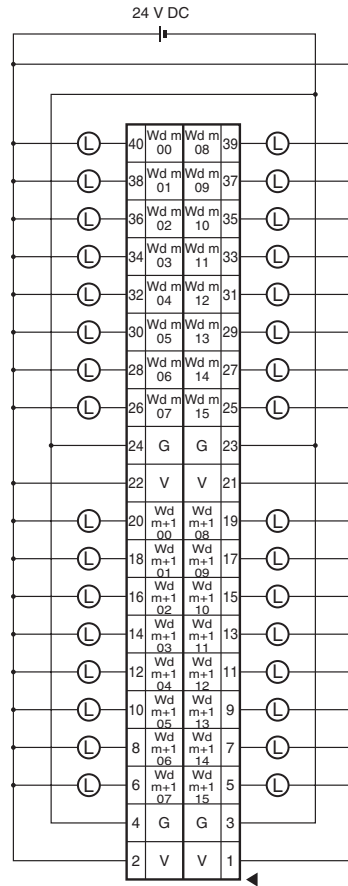 24 V DC
L 40 Wd m 00 Wd m 08 39 L
L 38 Wd m 01 Wd m 09 37 L
L 36 Wd m 02 Wd m 10 35 L
L 34 Wd m 03 Wd m 11 33 L
L 32 Wd m 04 Wd m 12 31 L
L 30 Wd m 05 Wd m 13 29 L
L 28 Wd m 06 Wd m 14 27 L
L 26 Wd m 07 Wd m 15 25 L
24 G G 23
22 V V 21
L 20 Wd m+1 00 Wd m+1 08 19 L
L 18 Wd m+1 01 Wd m+1 09 17 L
L 16 Wd m+1 02 Wd m+1 10 15 L
L 14 Wd m+1 03 Wd m+1 11 13 L
L 12 Wd m+1 04 Wd m+1 12 11 L
L 10 Wd m+1 05 Wd m+1 13 9 L
L 8 Wd m+1 06 Wd m+1 14 7 L
L 6 Wd m+1 07 Wd m+1 15 5 L
4 G G 3
2 V V 1